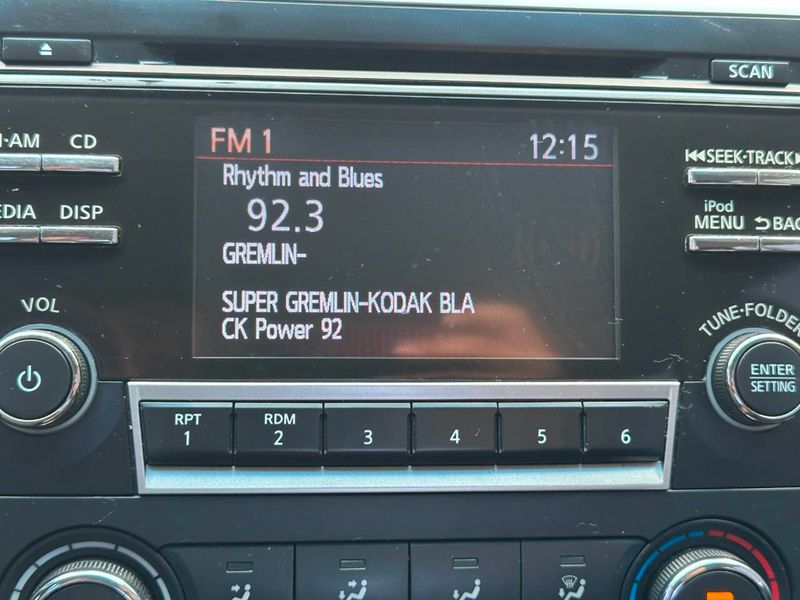 SCAN
FM 1 12:15
Rhythm and Blues
92.3
GREMLIN-
SUPER GREMLIN-KODAK BLA
CK Power 92
·AM CD
EDIA DISP
VOL
SEEK·TRACK
iPod
MENU BAC
TUNE·FOLDER
ENTER
SETTING
RPT RDM
1 2 3 4 5 6